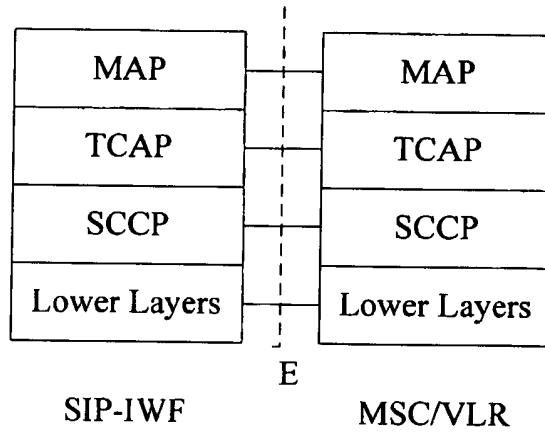 MAP MAP
TCAP TCAP
SCCP SCCP
Lower Layers Lower Layers
E
SIP-IWF MSC/VLR